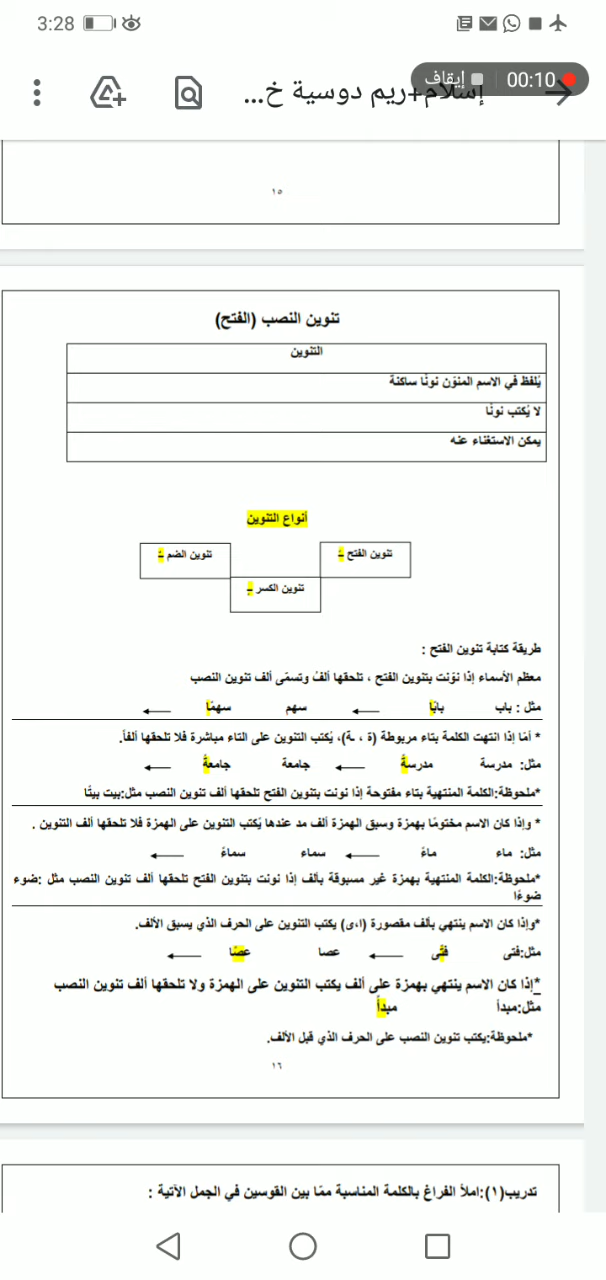 3:28
00:10 إيقاف
إسلام+ريم دوسية خ...
١٥
تنوين النصب (الفتح)
التنوين
يُلفظ في الاسم المنوّن نونًا ساكنة
لا يُكتب نونًا
يمكن الاستغناء عنه
أنواع التنوين
تنوين الفتح ـً
تنوين الضم ـٌ
تنوين الكسر ـٍ
طريقة كتابة تنوين الفتح :
معظم الأسماء إذا نوّنت بتنوين الفتح ، تلحقها ألفٌ وتسمّى ألف تنوين النصب
مثل : باب بابًا سهم سهمًا
* أمّا إذا انتهت الكلمة بتاء مربوطة (ة ، ـة)، يُكتب التنوين على التاء مباشرة فلا تلحقها ألفاً.
مثل: مدرسة مدرسةً جامعة جامعةً
*ملحوظة:الكلمة المنتهية بتاء مفتوحة إذا نونت بتنوين الفتح تلحقها ألف تنوين النصب مثل:بيت بيتًا
* وإذا كان الاسم مختومًا بهمزة وسبق الهمزة ألف مد عندها يُكتب التنوين على الهمزة فلا تلحقها ألف التنوين .
مثل: ماء ماءً سماء سماءً
*ملحوظة:الكلمة المنتهية بهمزة غير مسبوقة بألف إذا نونت بتنوين الفتح تلحقها ألف تنوين النصب مثل :ضوء
ضوءًا
*وإذا كان الاسم ينتهي بألف مقصورة (ا،ى) يكتب التنوين على الحرف الذي يسبق الألف.
مثل:فتى فتًى عصا عصًا
*إذا كان الاسم ينتهي بهمزة على ألف يكتب التنوين على الهمزة ولا تلحقها ألف تنوين النصب
مثل:مبدأ مبدأً
*ملحوظة:يكتب تنوين النصب على الحرف الذي قبل الألف.
١٦
تدريب(١):املأ الفراغ بالكلمة المناسبة ممّا بين القوسين في الجمل الآتية :